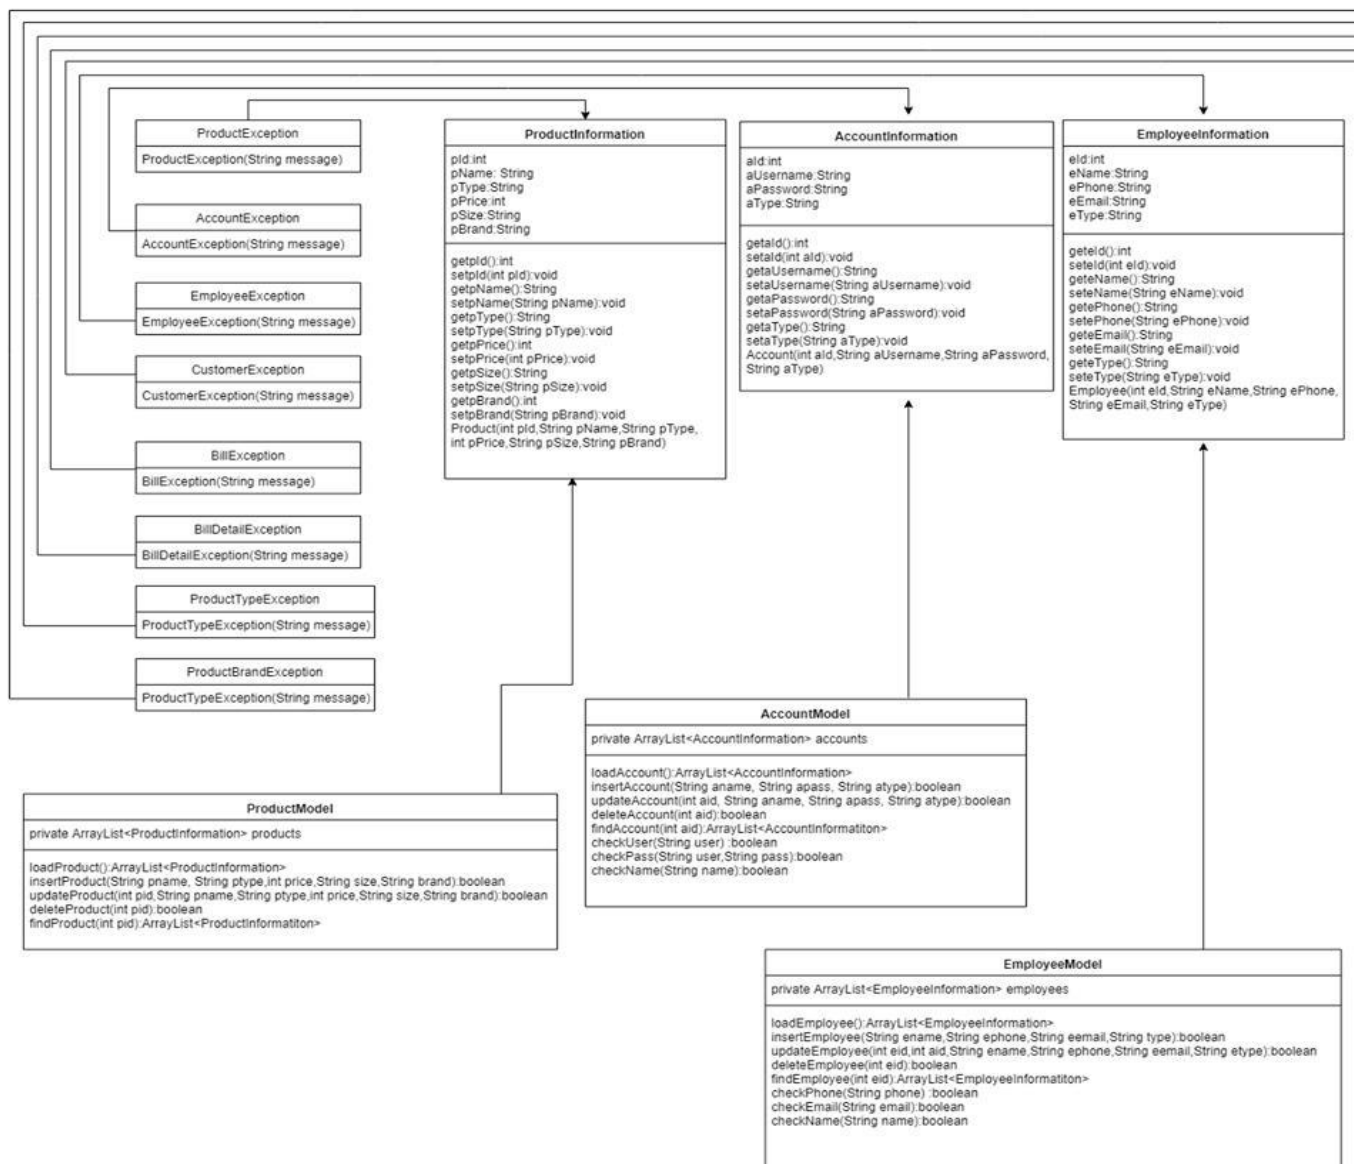 ProductException
ProductException(String message)
AccountException
AccountException(String message)
EmployeeException
EmployeeException(String message)
CustomerException
CustomerException(String message)
BillException
BillException(String message)
BillDetailException
BillDetailException(String message)
ProductTypeException
ProductTypeException(String message)
ProductBrandException
ProductTypeException(String message)
ProductInformation
pId:int
pName: String
pType:String
pPrice:int
pSize:String
pBrand:String
getpId():int
setpId(int pId):void
getpName():String
setpName(String pName):void
getpType():String
setpType(String pType):void
getpPrice():int
setpPrice(int pPrice):void
getpSize():String
setpSize(String pSize):void
getpBrand():int
setpBrand(String pBrand):void
Product(int pId,String pName,String pType,
int pPrice,String pSize,String pBrand)
AccountInformation
aId:int
aUsername:String
aPassword:String
aType:String
getaId():int
setaId(int aId):void
getaUsername():String
setaUsername(String aUsername):void
getaPassword():String
setaPassword(String aPassword):void
getaType():String
setaType(String aType):void
Account(int aId,String aUsername,String aPassword,
String aType)
EmployeeInformation
eId:int
eName:String
ePhone:String
eEmail:String
eType:String
geteId():int
seteId(int eId):void
geteName():String
seteName(String eName):void
getePhone():String
setePhone(String ePhone):void
geteEmail():String
seteEmail(String eEmail):void
geteType():String
seteType(String eType):void
Employee(int eId,String eName,String ePhone,
String eEmail,String eType)
ProductModel
private ArrayList<ProductInformation> products
loadProduct():ArrayList<ProductInformation>
insertProduct(String pname, String ptype,int price,String size,String brand):boolean
updateProduct(int pid,String pname,String ptype,int price,String size,String brand):boolean
deleteProduct(int pid):boolean
findProduct(int pid):ArrayList<ProductInformatiton>
AccountModel
private ArrayList<AccountInformation> accounts
loadAccount():ArrayList<AccountInformation>
insertAccount(String aname, String apass, String atype):boolean
updateAccount(int aid, String aname, String apass, String atype):boolean
deleteAccount(int aid):boolean
findAccount(int aid):ArrayList<AccountInformatiton>
checkUser(String user) :boolean
checkPass(String user,String pass):boolean
checkName(String name):boolean
EmployeeModel
private ArrayList<EmployeeInformation> employees
loadEmployee():ArrayList<EmployeeInformation>
insertEmployee(String ename,String ephone,String eemail,String type):boolean
updateEmployee(int eid,int aid,String ename,String ephone,String eemail,String etype):boolean
deleteEmployee(int eid):boolean
findEmployee(int eid):ArrayList<EmployeeInformatiton>
checkPhone(String phone) :boolean
checkEmail(String email):boolean
checkName(String name):boolean